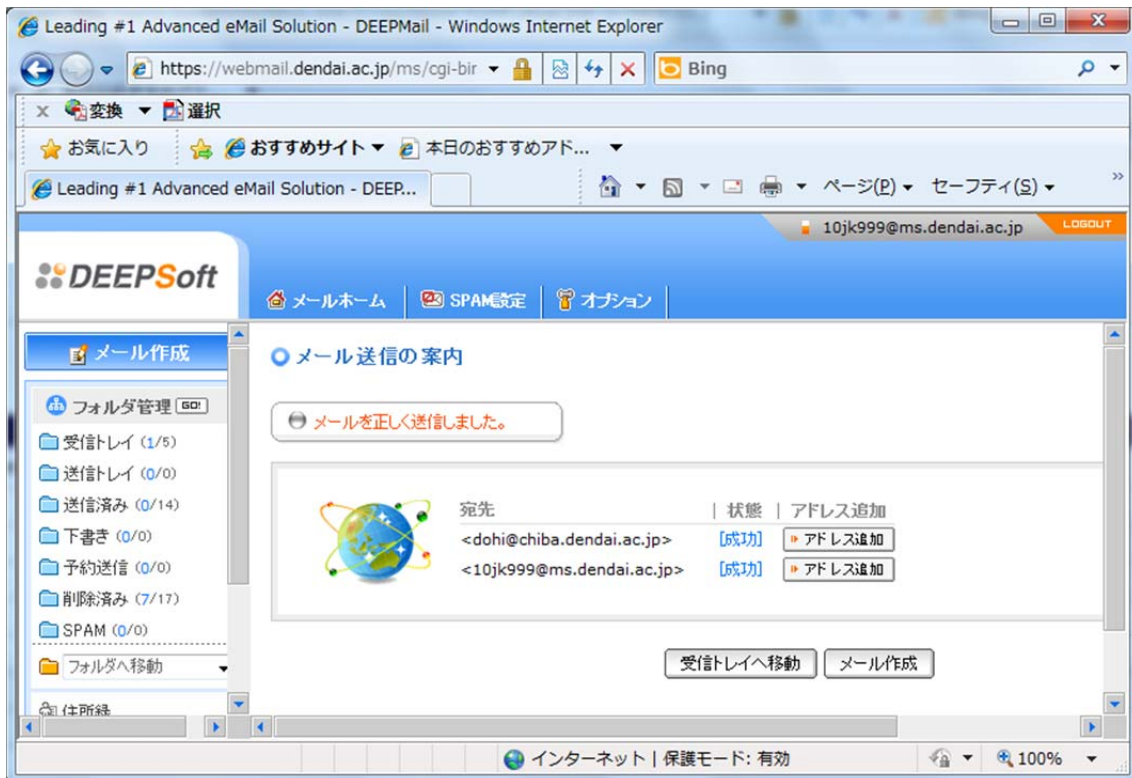 Leading #1 Advanced eMail Solution - DEEPMail - Windows Internet Explorer
https://webmail.dendai.ac.jp/ms/cgi-bir
Bing
x 変換 選択
お気に入り おすすめサイト 本日のおすすめアド...
Leading #1 Advanced eMail Solution - DEEP...
ページ(P) セーフティ(S) »
10jk999@ms.dendai.ac.jp LOGOUT
DEEPSoft
メールホーム SPAM設定 オプション
メール作成
フォルダ管理 GO!
受信トレイ (1/5)
送信トレイ (0/0)
送信済み (0/14)
下書き (0/0)
予約送信 (0/0)
削除済み (7/17)
SPAM (0/0)
フォルダへ移動
住所録
メール送信の案内
メールを正しく送信しました。
宛先 | 状態 | アドレス追加
<dohi@chiba.dendai.ac.jp> [成功] アドレス追加
<10jk999@ms.dendai.ac.jp> [成功] アドレス追加
受信トレイへ移動 メール作成
インターネット | 保護モード: 有効 100%